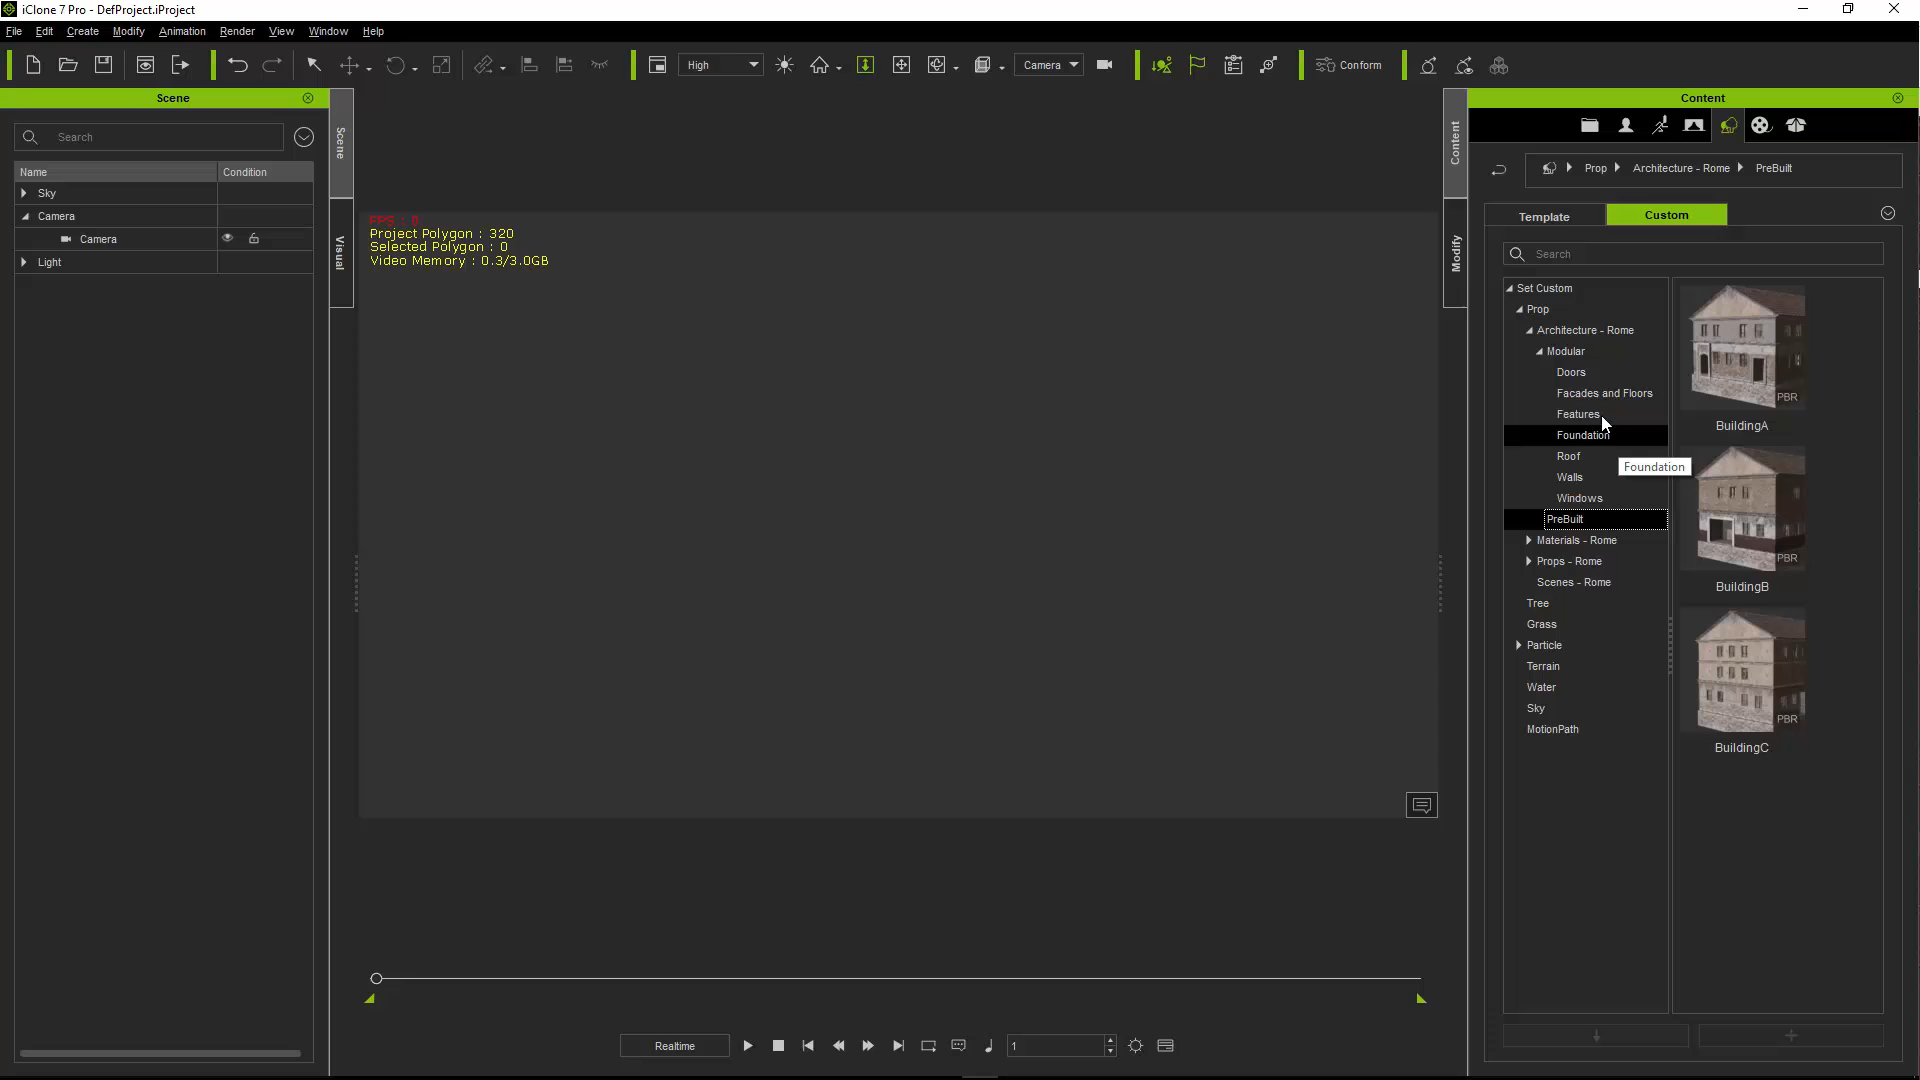 iClone 7 Pro - DefProject.iProject
File Edit Create Modify Animation Render View Window Help
High
Camera
Conform
Scene
Search
Name Condition
Sky
Camera
Camera
Light
Scene
Visual
FPS : 0
Project Polygon : 320
Selected Polygon : 0
Video Memory : 0.3/3.0GB
Realtime
1
Content
Modify
Content
Prop Architecture - Rome PreBuilt
Template Custom
Search
Set Custom
Prop
Architecture - Rome
Modular
Doors
Facades and Floors
Features
Foundation
Roof
Foundation
Walls
Windows
PreBuilt
Materials - Rome
Props - Rome
Scenes - Rome
Tree
Grass
Particle
Terrain
Water
Sky
MotionPath
PBR
BuildingA
PBR
BuildingB
PBR
BuildingC